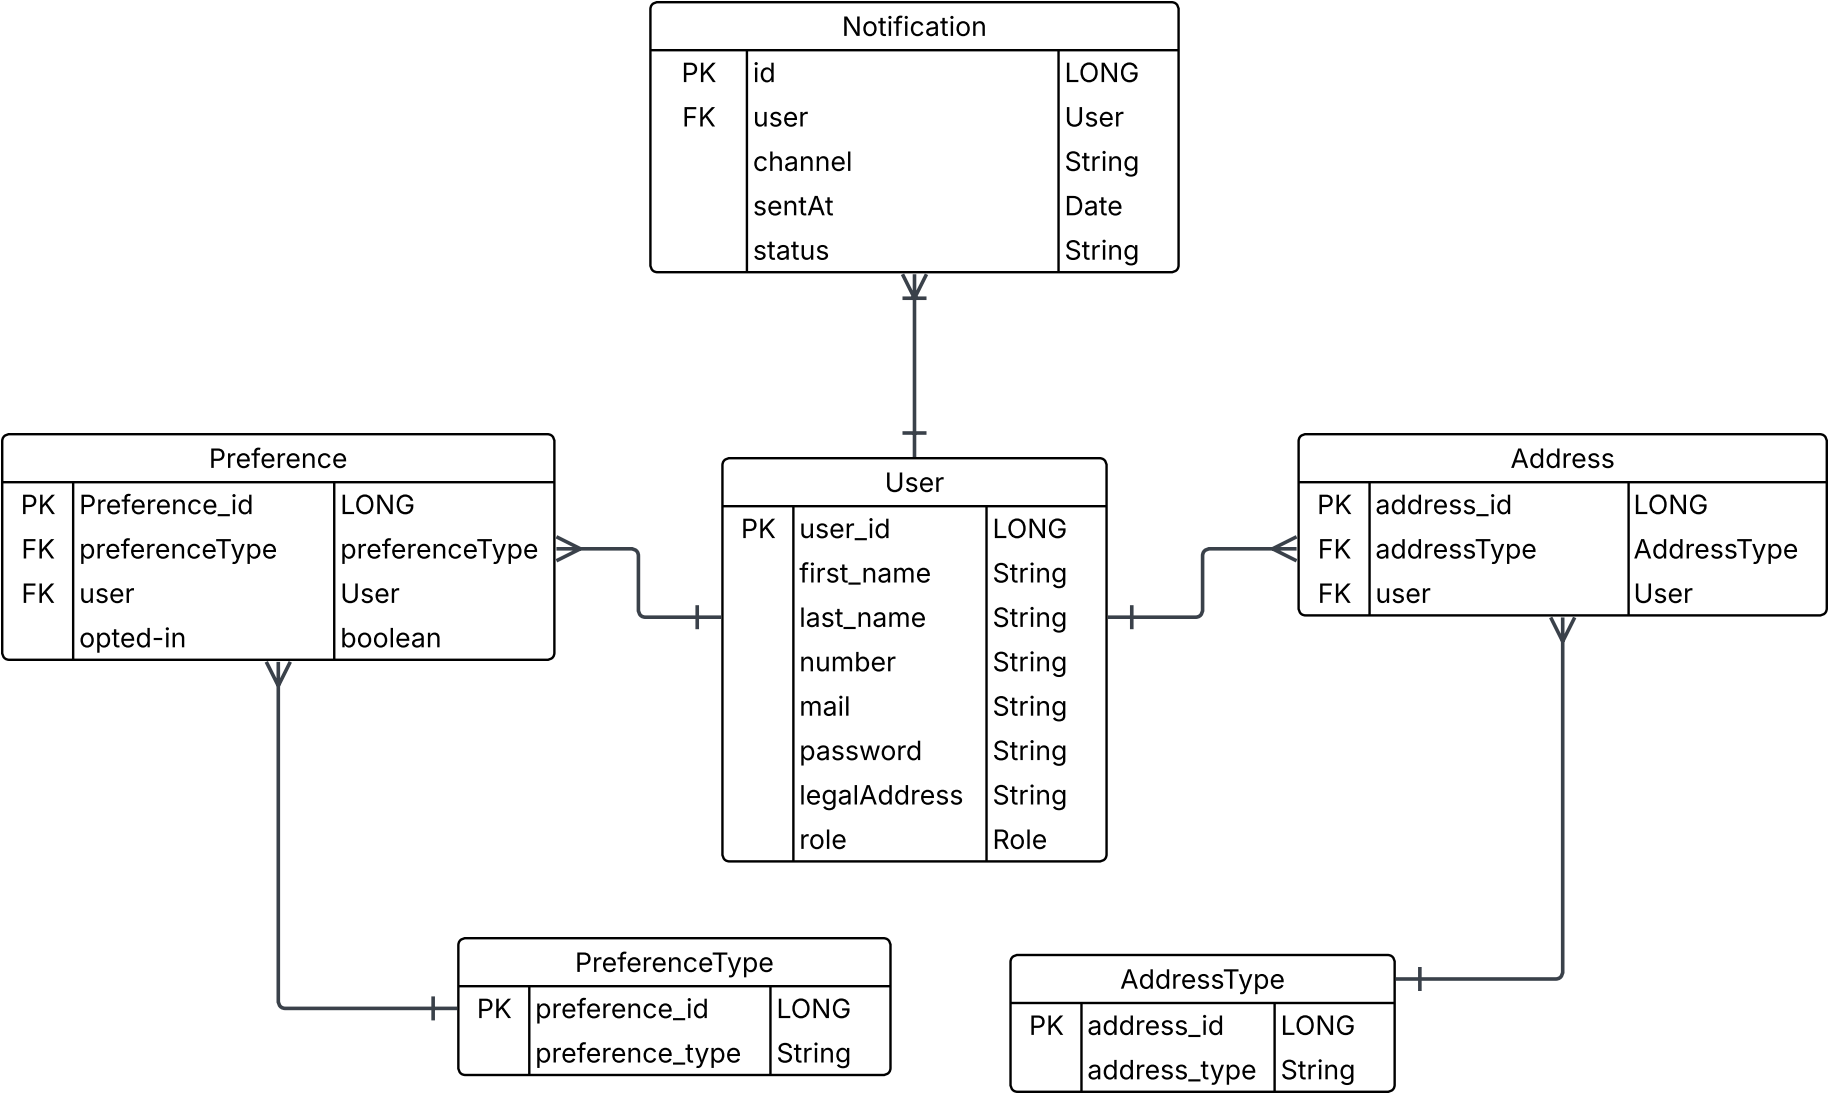 Notification
PK id LONG
FK user User
channel String
sentAt Date
status String
Preference
PK Preference_id LONG
FK preferenceType preferenceType
FK user User
opted-in boolean
User
PK user_id LONG
first_name String
last_name String
number String
mail String
password String
legalAddress String
role Role
Address
PK address_id LONG
FK addressType AddressType
FK user User
PreferenceType
PK preference_id LONG
preference_type String
AddressType
PK address_id LONG
address_type String